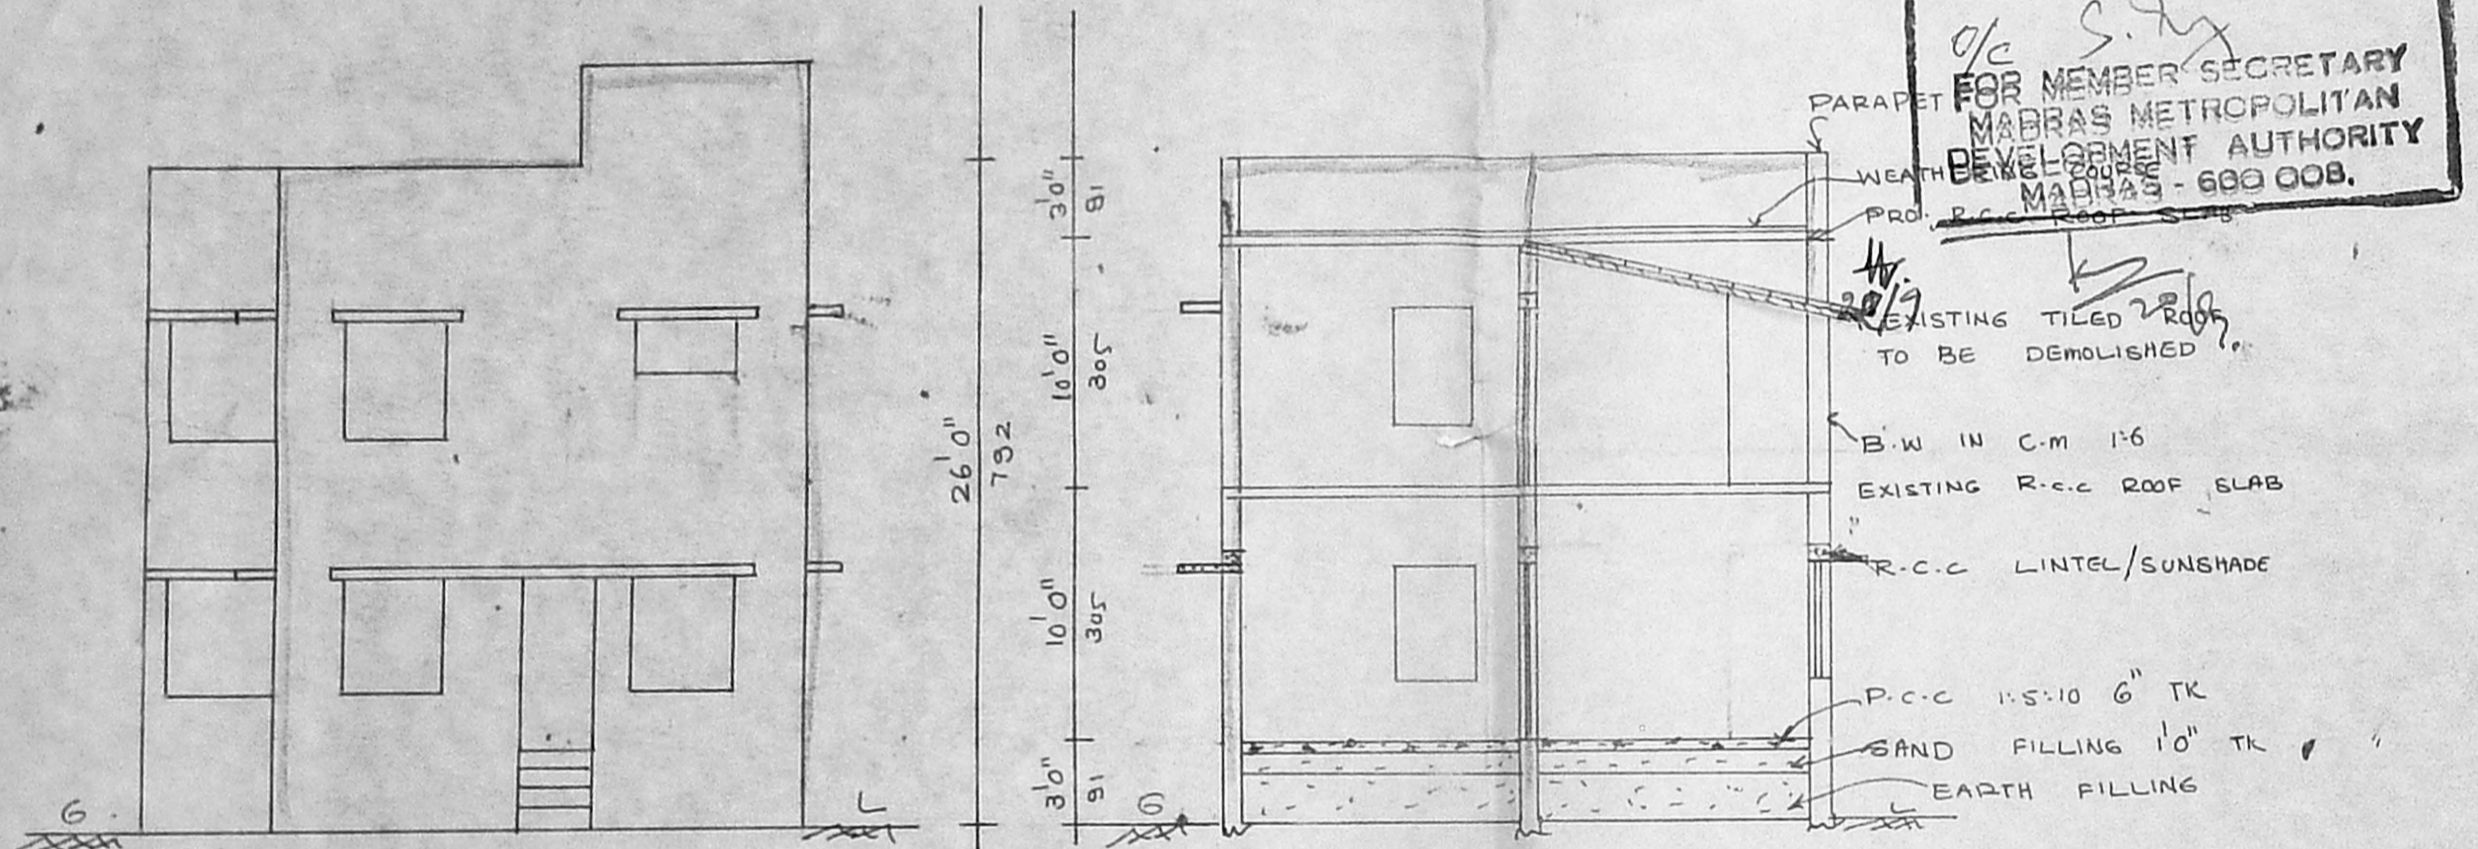 O/C
FOR MEMBER SECRETARY
MADRAS METROPOLITAN
DEVELOPMENT AUTHORITY
MADRAS - 600 008.
PARAPET
WEATHERING COURSE
PRO. R.C.C ROOF SLAB
EXISTING TILED ROOF
TO BE DEMOLISHED
B.W IN C.M 1:6
EXISTING R.C.C ROOF SLAB
R.C.C LINTEL/SUNSHADE
P.C.C 1:5:10 6" TK
SAND FILLING 1'0" TK
EARTH FILLING
26'0"
792
3'0"
91
10'0"
305
10'0"
305
3'0"
91
G
L
G
L